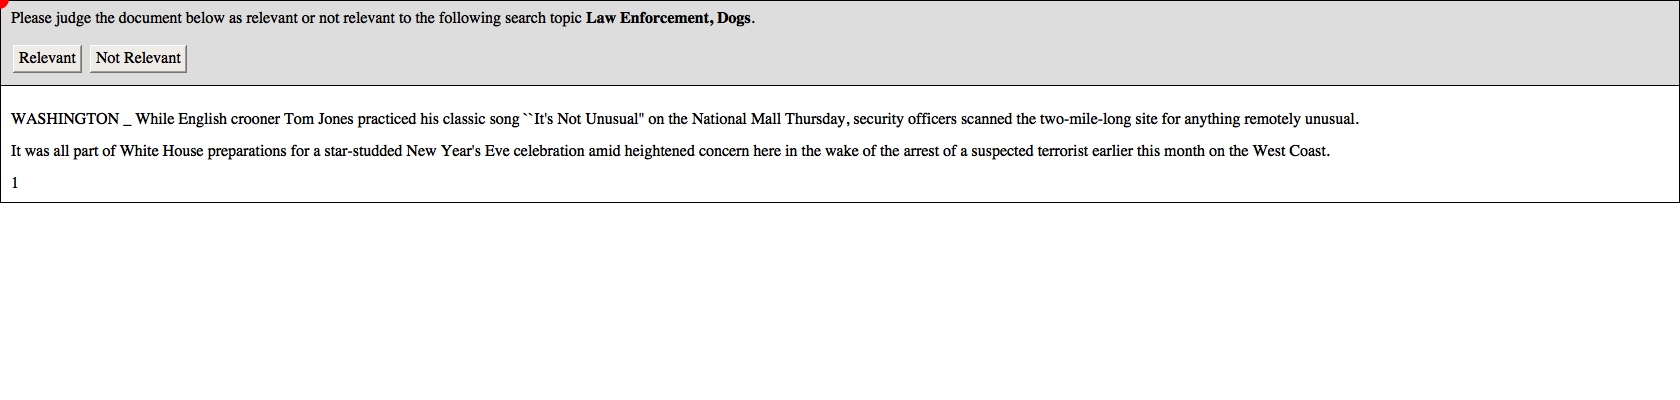 Please judge the document below as relevant or not relevant to the following search topic Law Enforcement, Dogs.
Relevant Not Relevant
WASHINGTON _ While English crooner Tom Jones practiced his classic song ``It's Not Unusual'' on the National Mall Thursday, security officers scanned the two-mile-long site for anything remotely unusual.
It was all part of White House preparations for a star-studded New Year's Eve celebration amid heightened concern here in the wake of the arrest of a suspected terrorist earlier this month on the West Coast.
1